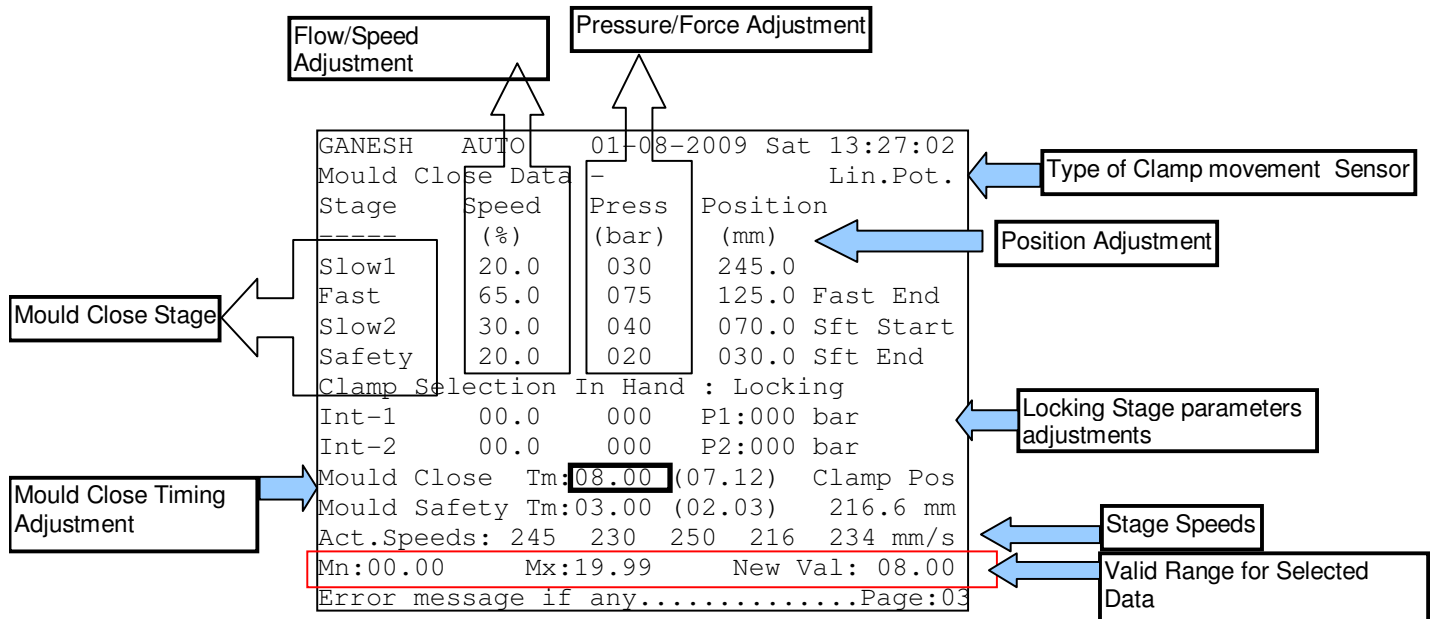 Flow/Speed
Adjustment
Pressure/Force Adjustment
GANESH AUTO 01-08-2009 Sat 13:27:02
Mould Close Data - Lin.Pot.
Type of Clamp movement Sensor
Stage Speed Press Position
----- (%) (bar) (mm)
Position Adjustment
Slow1 20.0 030 245.0
Fast 65.0 075 125.0 Fast End
Mould Close Stage
Slow2 30.0 040 070.0 Sft Start
Safety 20.0 020 030.0 Sft End
Clamp Selection In Hand : Locking
Int-1 00.0 000 P1:000 bar
Locking Stage parameters
adjustments
Int-2 00.0 000 P2:000 bar
Mould Close Tm:08.00 (07.12) Clamp Pos
Mould Close Timing
Adjustment
Mould Safety Tm:03.00 (02.03) 216.6 mm
Act.Speeds: 245 230 250 216 234 mm/s
Stage Speeds
Mn:00.00 Mx:19.99 New Val: 08.00
Valid Range for Selected
Data
Error message if any..............Page:03